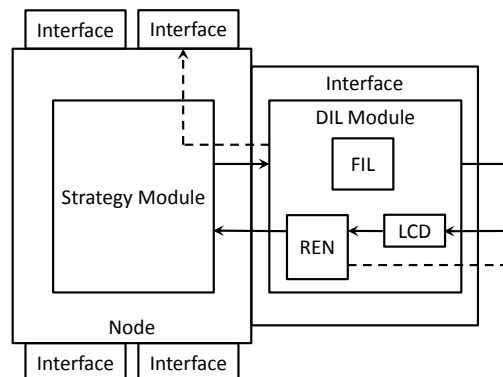 Interface
Interface
Interface
DIL Module
FIL
Strategy Module
LCD
REN
Node
Interface
Interface